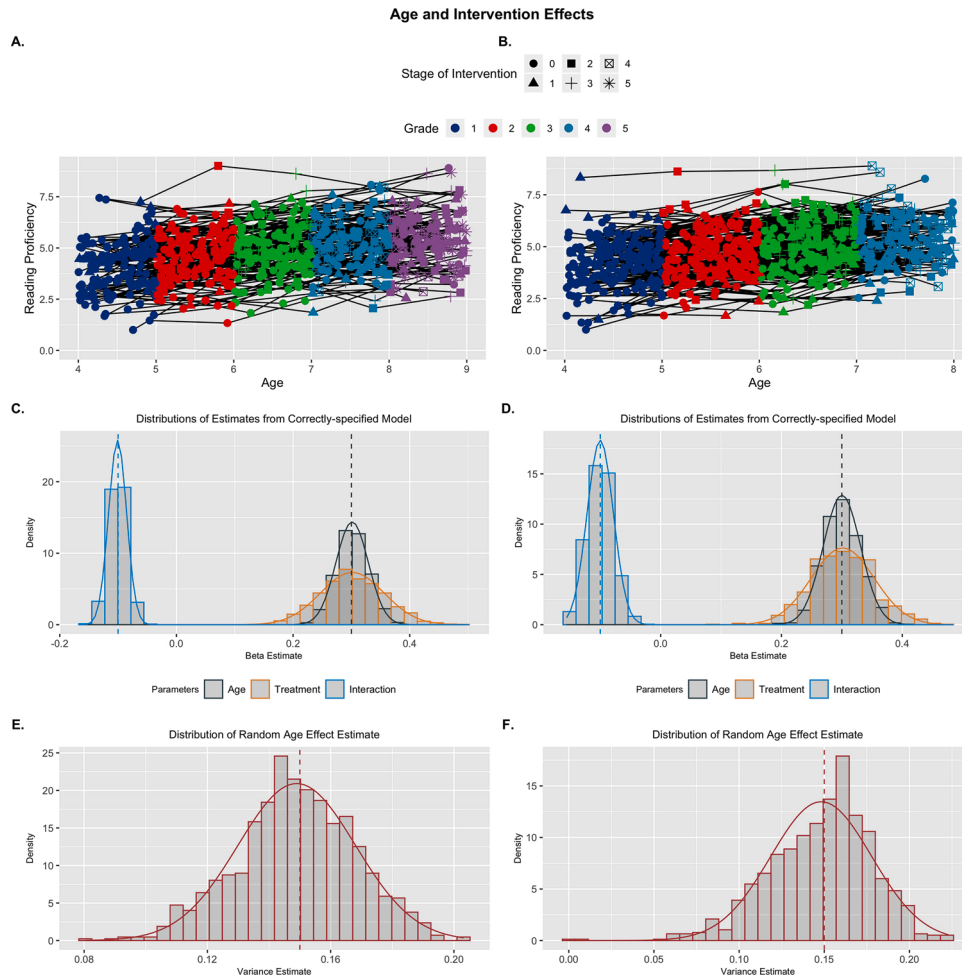 Age and Intervention Effects
A.
B.
Stage of Intervention
0 2 4
1 3 5
Grade 1 2 3 4 5
Reading Proficiency
7.5
5.0
2.5
0.0
4 5 6 7 8 9
Age
Reading Proficiency
7.5
5.0
2.5
0.0
4 5 6 7 8
Age
C.
Distributions of Estimates from Correctly-specified Model
Density
20
10
0
-0.2 0.0 0.2 0.4
Beta Estimate
D.
Distributions of Estimates from Correctly-specified Model
Density
15
10
5
0
0.0 0.2 0.4
Beta Estimate
Parameters Age Treatment Interaction
Parameters Age Treatment Interaction
E.
Distribution of Random Age Effect Estimate
Density
25
20
15
10
5
0
0.08 0.12 0.16 0.20
Variance Estimate
F.
Distribution of Random Age Effect Estimate
Density
15
10
5
0
0.00 0.05 0.10 0.15 0.20
Variance Estimate